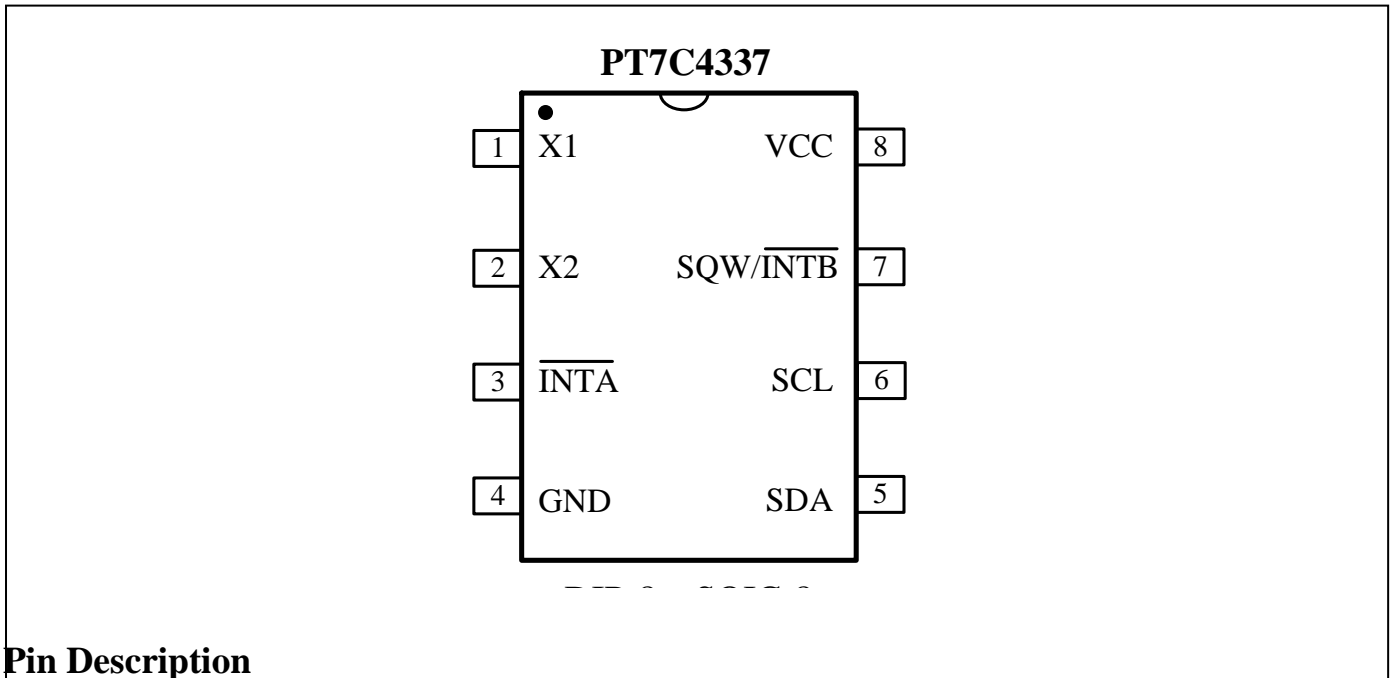 PT7C4337
1 X1 VCC 8
2 X2 SQW/INTB 7
3 INTA SCL 6
4 GND SDA 5
Pin Description